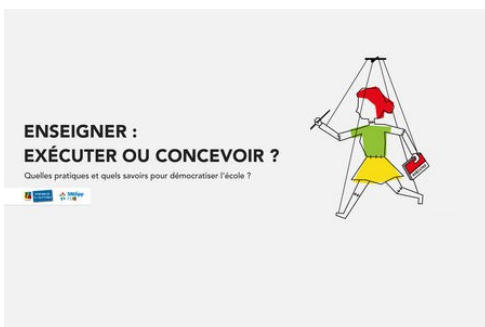 ENSEIGNER :
EXÉCUTER OU CONCEVOIR ?
Quelles pratiques et quels savoirs pour démocratiser l'école ?